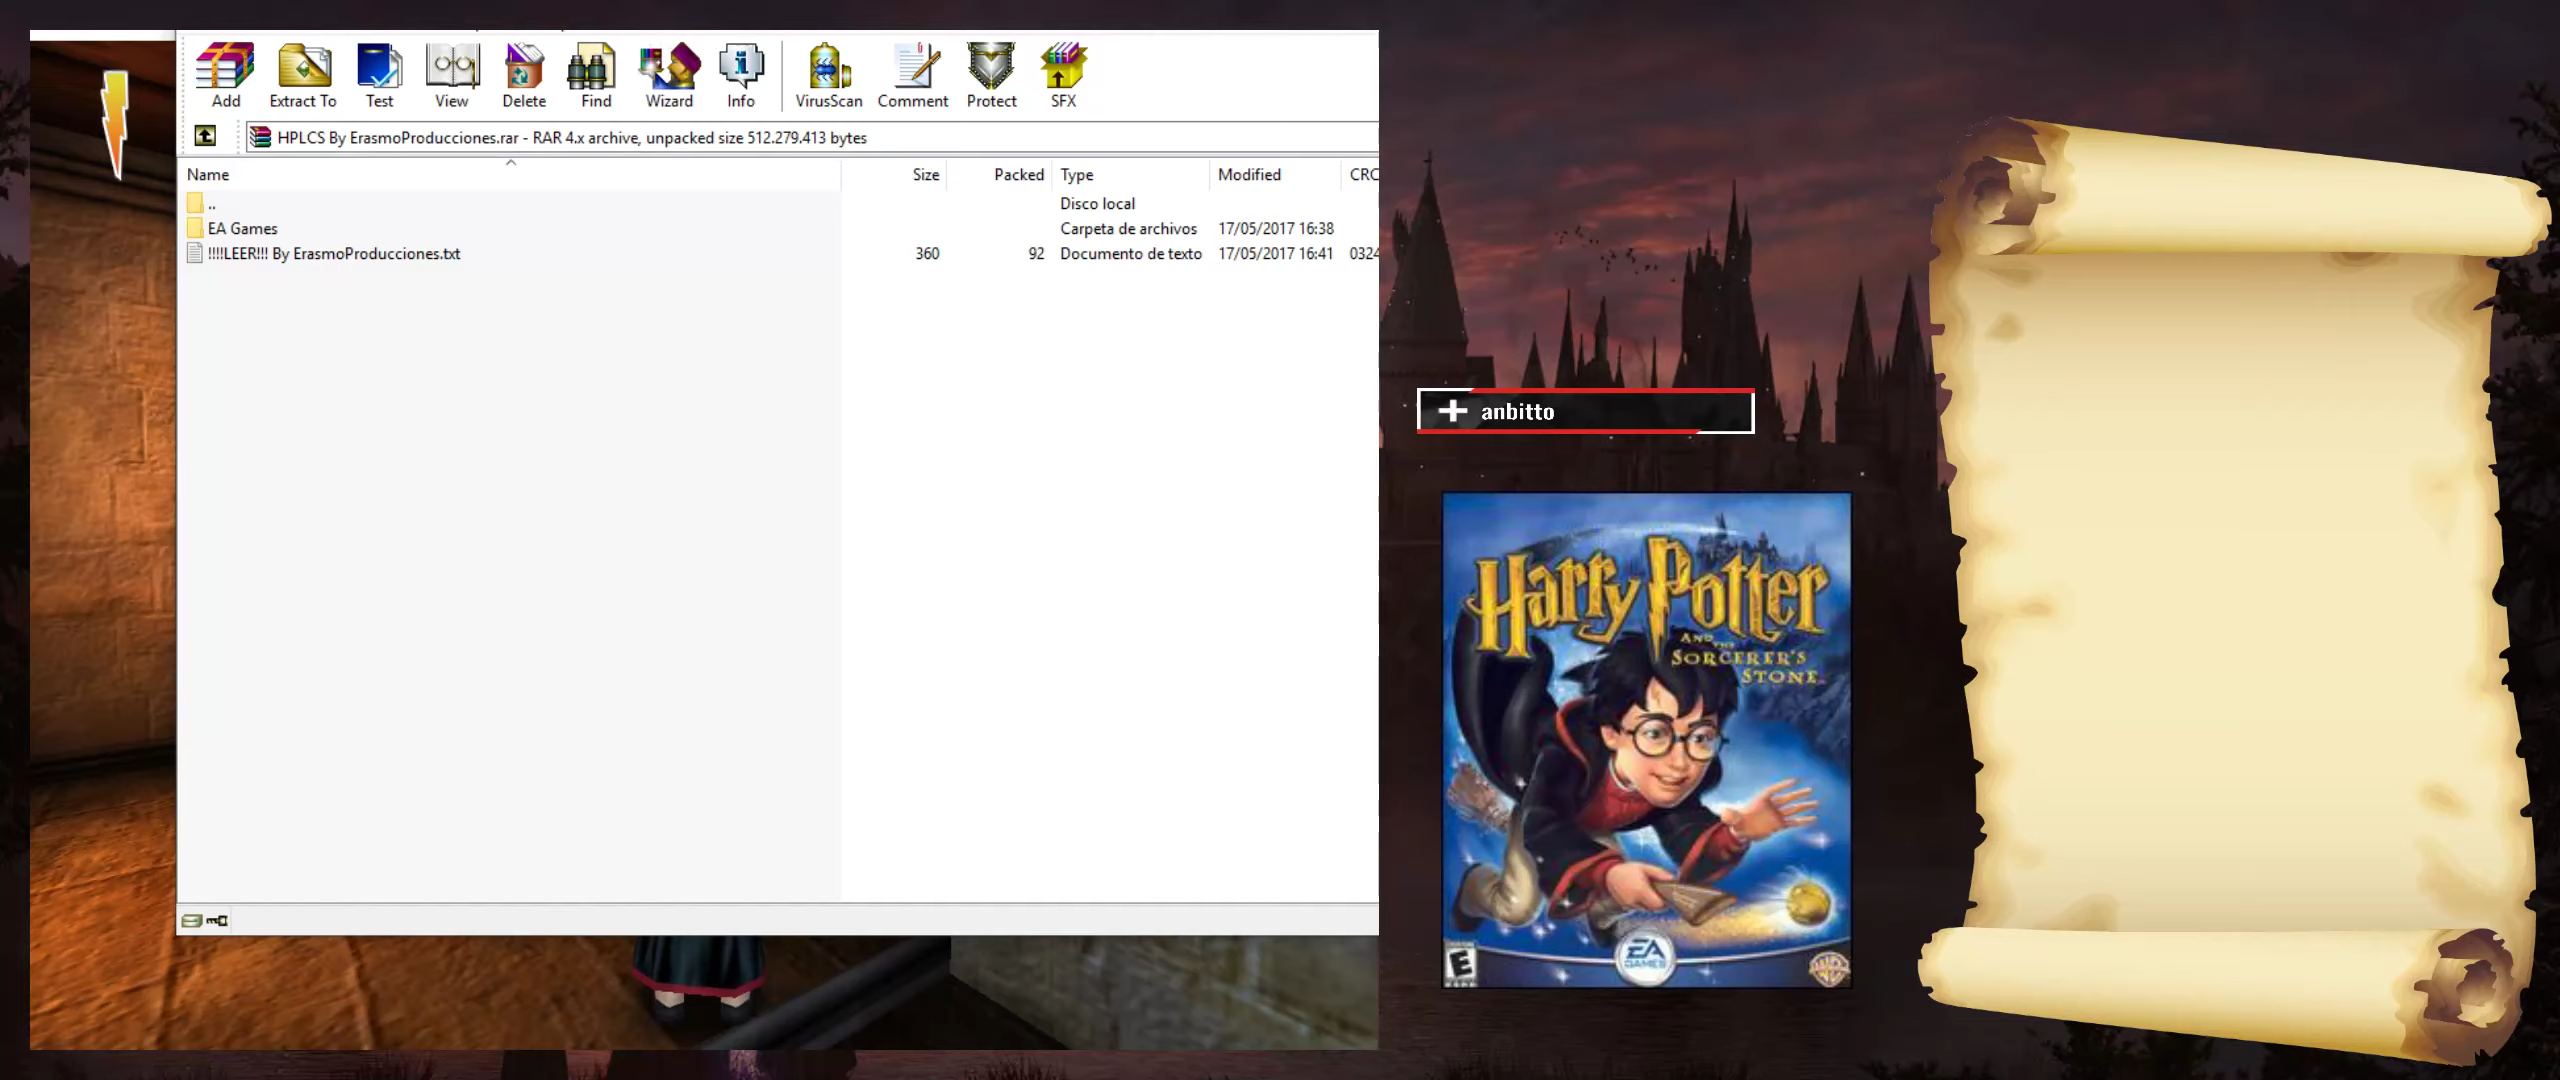 Add Extract To Test View Delete Find Wizard Info VirusScan Comment Protect SFX
HPLCS By ErasmoProducciones.rar - RAR 4.x archive, unpacked size 512.279.413 bytes
Name Size Packed Type Modified CRC
.. Disco local
EA Games Carpeta de archivos 17/05/2017 16:38
!!!!LEER!!! By ErasmoProducciones.txt 360 92 Documento de texto 17/05/2017 16:41 0324
+ anbitto
Harry Potter
AND THE
SORCERER'S
STONE
E
EA
GAMES
WB